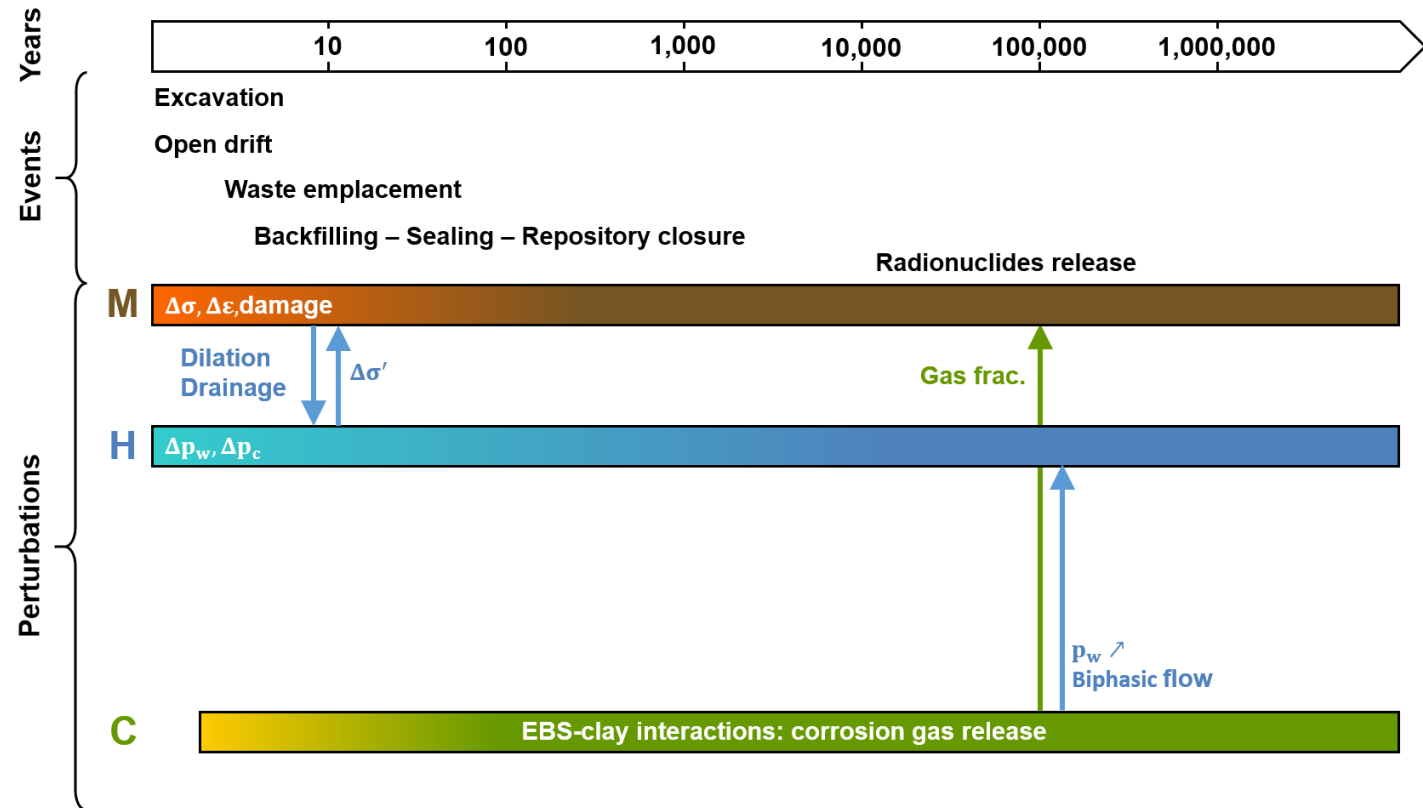 Years
10
100
1,000
10,000
100,000
1,000,000
Events
Excavation
Open drift
Waste emplacement
Backfilling – Sealing – Repository closure
Radionuclides release
Perturbations
M
Δσ, Δε,damage
Dilation
Drainage
Δσ′
Gas frac.
H
Δp_w, Δp_c
p_w ↗
Biphasic flow
C
EBS-clay interactions: corrosion gas release